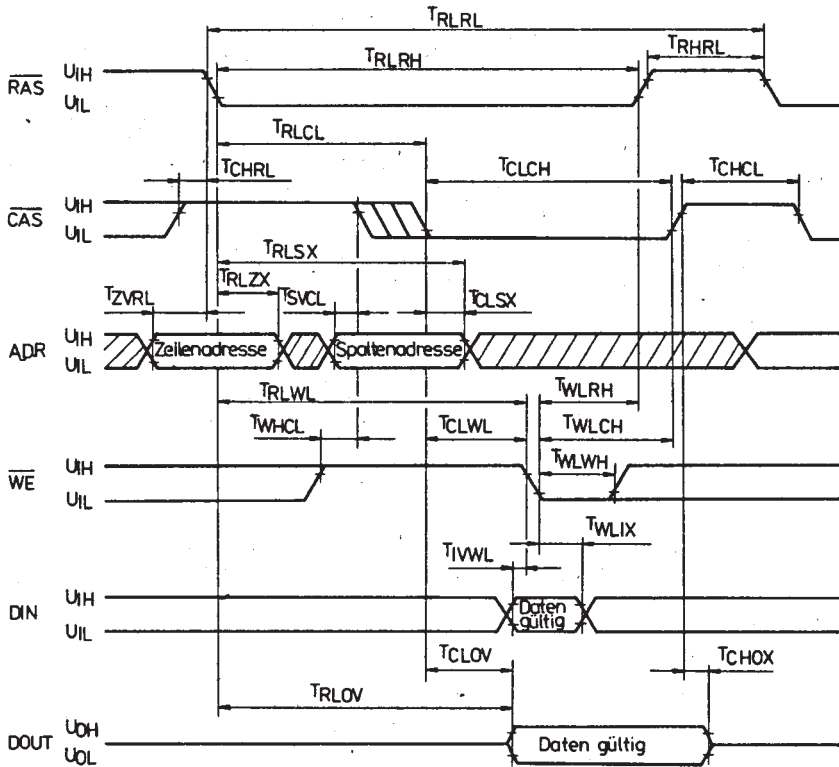 TRLRL
TRLRH
TRHRL
RAS
UIH
UIL
TRLCL
TCHRL
TCLCH
TCHCL
CAS
UIH
UIL
TRLSX
TRLZX
TZVRL
TSVCL
TCLSX
ADR
UIH
UIL
Zeilenadresse
Spaltenadresse
TRLWL
TWLRH
TWHCL
TCLWL
TWLCH
TWLWH
WE
UIH
UIL
TWLIX
TIVWL
DIN
UIH
UIL
Daten
gültig
TCLOV
TCHOX
TRLOV
DOUT
UOH
UOL
Daten gültig